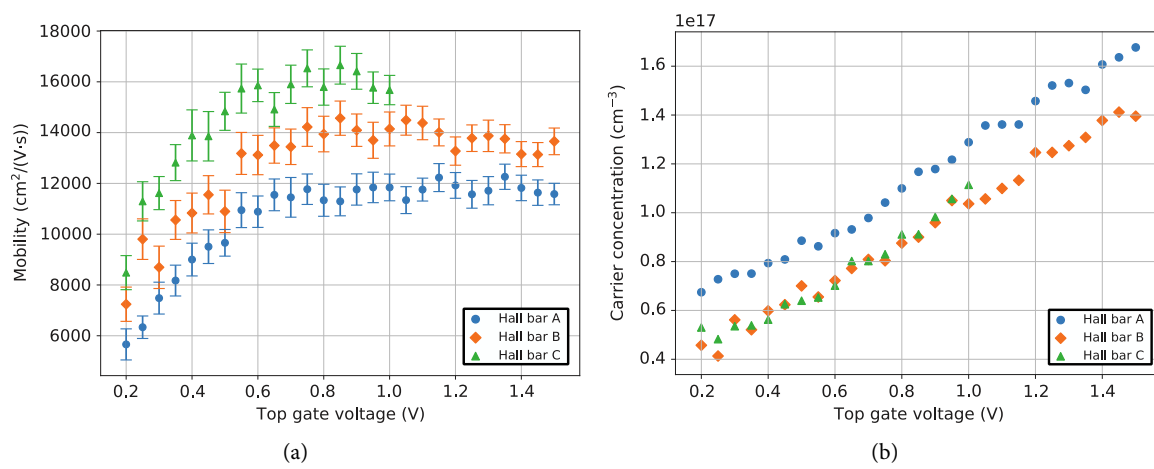 18000
16000
14000
12000
10000
8000
6000
Mobility (cm²/(V·s))
0.2 0.4 0.6 0.8 1.0 1.2 1.4
Top gate voltage (V)
Hall bar A
Hall bar B
Hall bar C
(a)
1e17
1.6
1.4
1.2
1.0
0.8
0.6
0.4
Carrier concentration (cm⁻³)
0.2 0.4 0.6 0.8 1.0 1.2 1.4
Top gate voltage (V)
Hall bar A
Hall bar B
Hall bar C
(b)